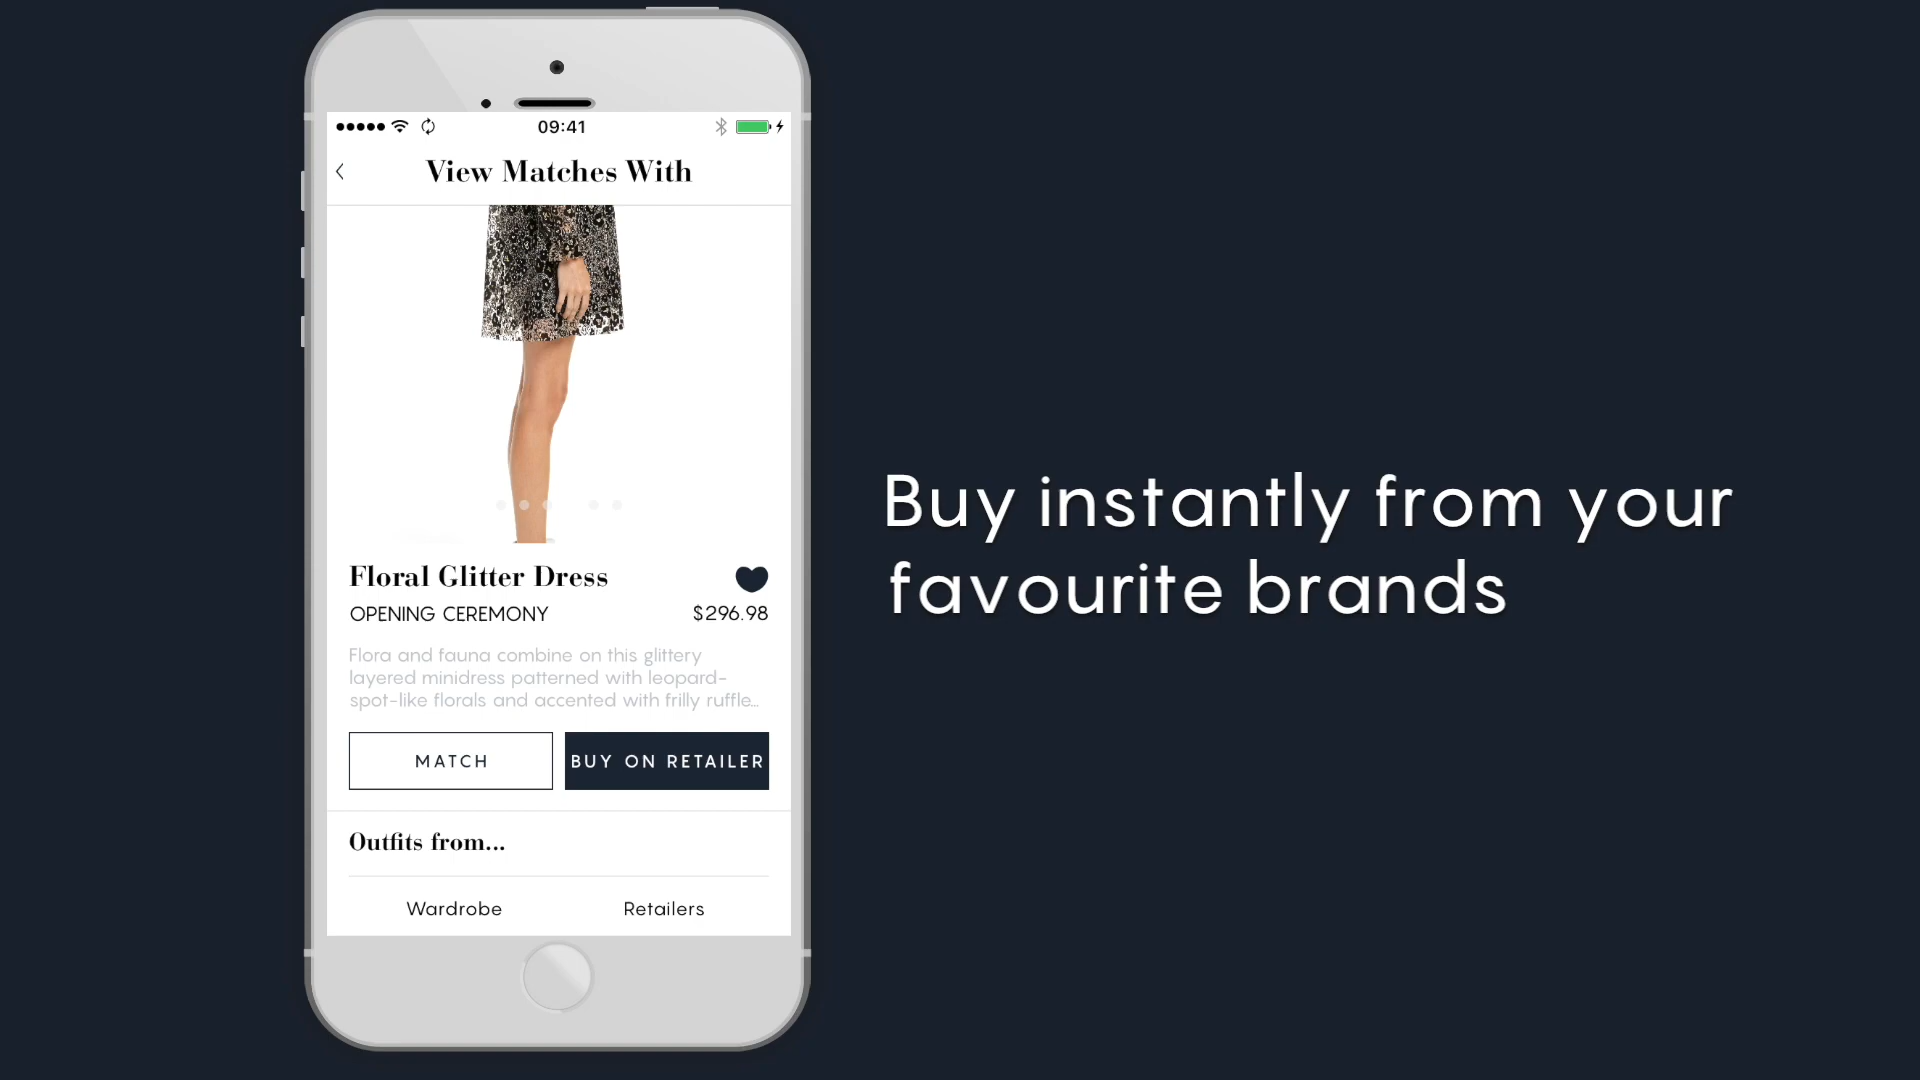 09:41
View Matches With
Floral Glitter Dress
OPENING CEREMONY
$296.98
Flora and fauna combine on this glittery
layered minidress patterned with leopard-
spot-like florals and accented with frilly ruffle...
MATCH
BUY ON RETAILER
Outfits from...
Wardrobe
Retailers
Buy instantly from your
favourite brands